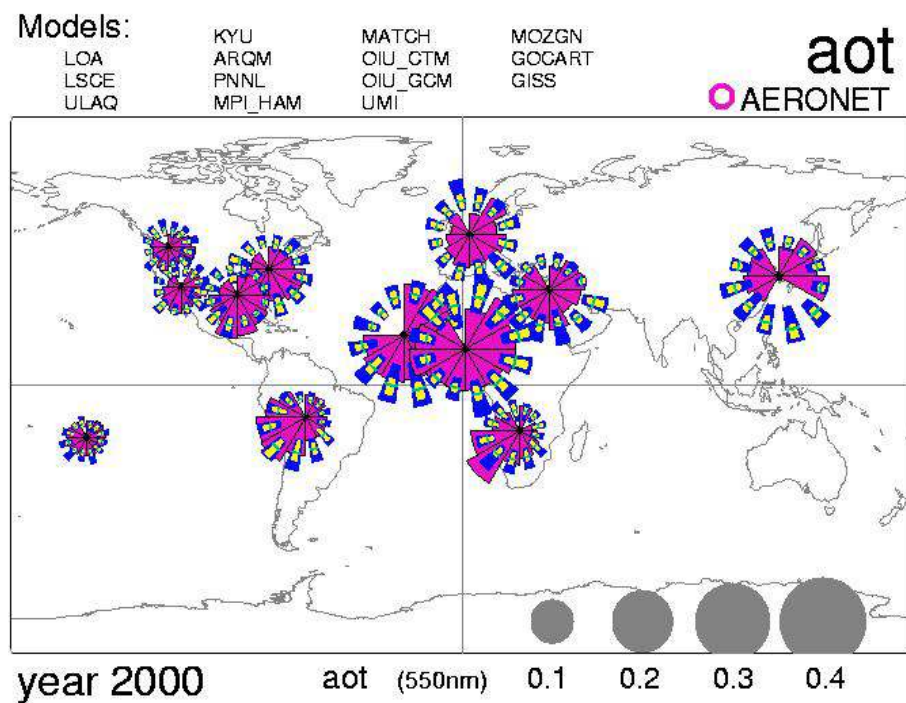 Models:
KYU MATCH MOZGN
LOA ARQM OIU_CTM GOCART
LSCE PNNL OIU_GCM GISS
ULAQ MPI_HAM UMI
aot
AERONET
year 2000 aot (550nm) 0.1 0.2 0.3 0.4